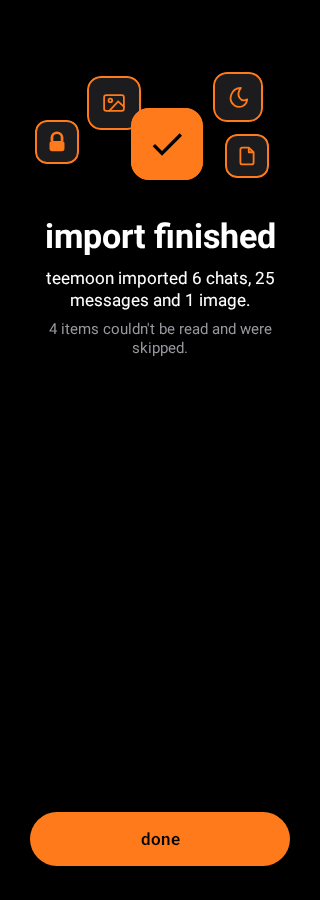 import finished
teemoon imported 6 chats, 25
messages and 1 image.
4 items couldn't be read and were
skipped.
done